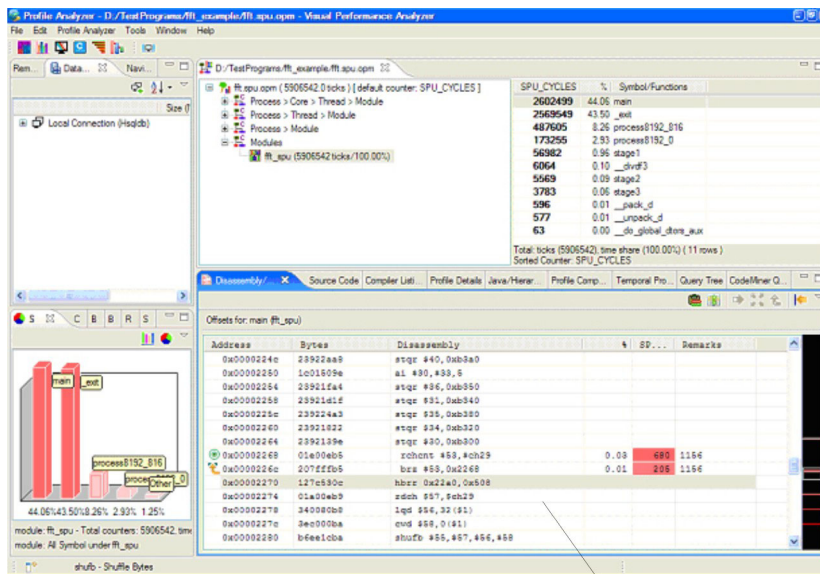 Profile Analyzer - D:/TestPrograms/fft_example/fft.spu.opm - Visual Performance Analyzer
File Edit Profile Analyzer Tools Window Help
Rem... Data... Navi...
D:/TestPrograms/fft_example/fft.spu.opm
Size (
Local Connection (Hsqldb)
fft.spu.opm ( 5906542.0 ticks ) [ default counter: SPU_CYCLES ]
Process > Core > Thread > Module
Process > Thread > Module
Process > Module
Modules
fft_spu (5906542 ticks/100.00%)
SPU_CYCLES % Symbol/Functions
2602499 44.06 main
2569549 43.50 _exit
487605 8.26 process8192_816
173255 2.93 process8192_0
56982 0.96 stage1
6064 0.10 __divdf3
5569 0.09 stage2
3783 0.06 stage3
596 0.01 __pack_d
577 0.01 __unpack_d
63 0.00 __do_global_dtors_aux
Total: ticks (5906542), time share (100.00%) ( 11 rows )
Sorted Counter: SPU_CYCLES
Disassembly/ Source Code Compiler Listi... Profile Details Java/Hierar... Profile Comp... Temporal Pro... Query Tree CodeMiner Q...
S C B B R S
Offsets for: main (fft_spu)
Address Bytes Disassembly % SP... Remarks
0x0000224c 23922aa8 stqr $40,0xb3a0
0x00002250 1c01509e ai $30,$33,5
0x00002254 23921fa4 stqr $36,0xb350
0x00002258 23921d1f stqr $31,0xb340
0x0000225c 239224a3 stqr $35,0xb380
0x00002260 23921822 stqr $34,0xb320
0x00002264 2392139e stqr $30,0xb300
0x00002268 01e00eb5 rchcnt $53,$ch29 0.03 690 1156
0x0000226c 207fffb5 brz $53,0x2268 0.01 205 1156
0x00002270 127c530c hbrr 0x22a0,0x508
0x00002274 01a00eb9 rdch $57,$ch29
0x00002278 340080b8 lqd $56,32($1)
0x0000227c 3ec000ba cwd $58,0($1)
0x00002280 b6ee1cba shufb $55,$57,$56,$58
main _exit
process8192_816
Other
44.06% 43.50% 8.26% 2.93% 1.25%
module: fft_spu - Total counters: 5906542, time
module: All Symbol under fft_spu
shufb - Shuffle Bytes